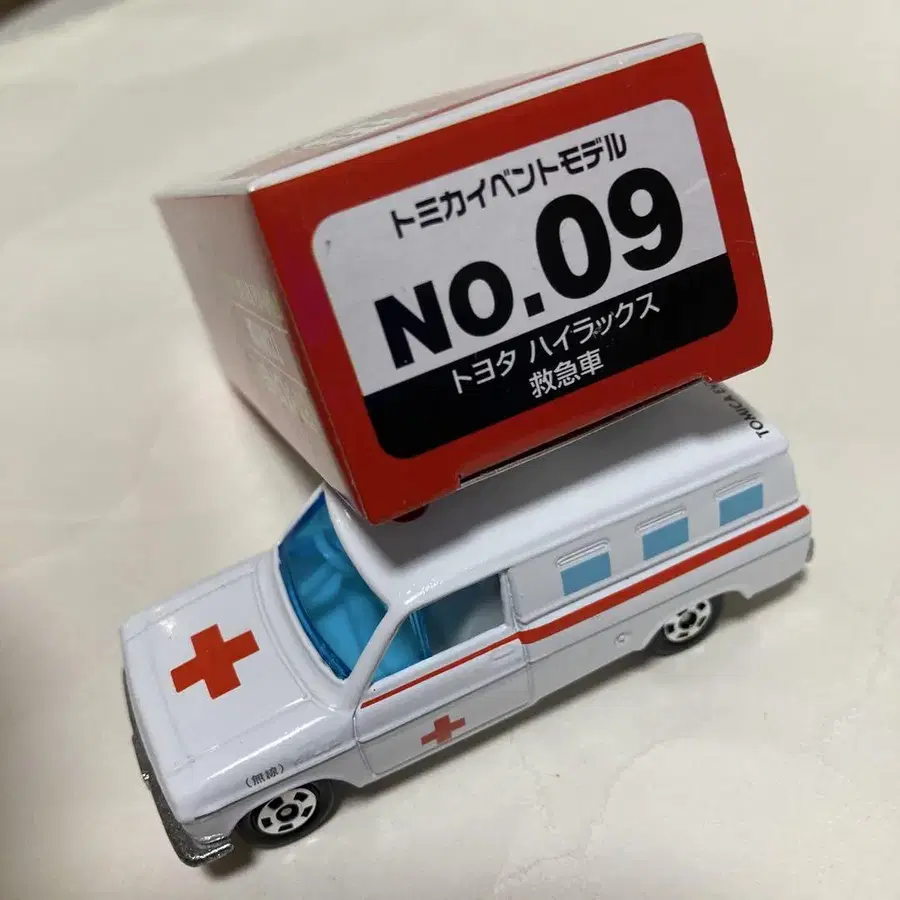 トミカイベントモデル
No.09
トヨタ ハイラックス
救急車
TOMICA E
(無線)